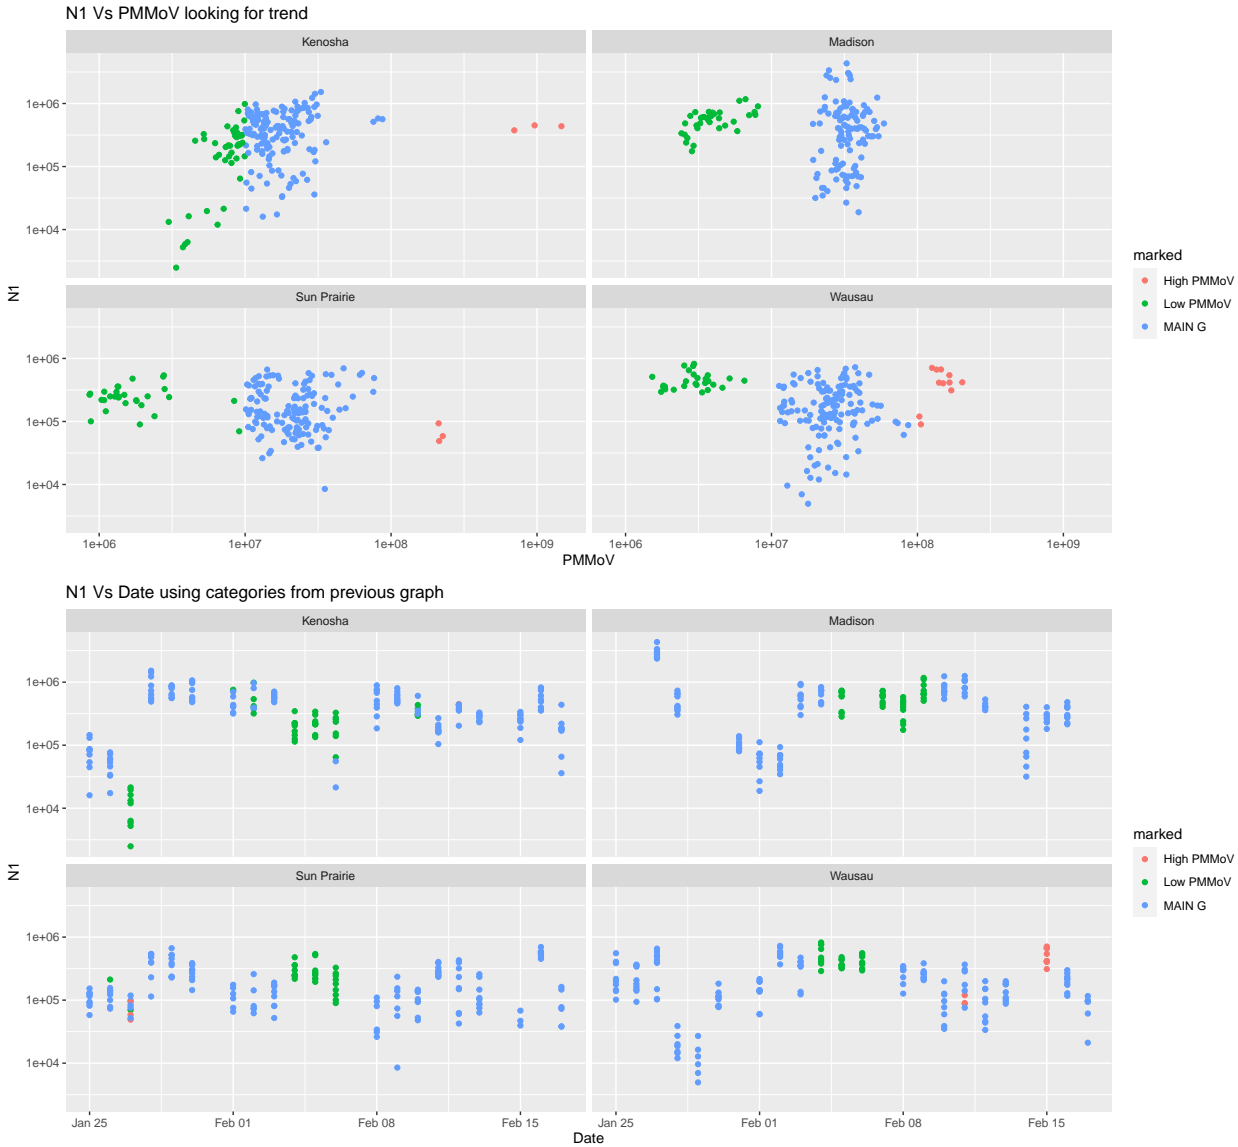 N1 Vs PMMoV looking for trend
Kenosha
Madison
1e+06
1e+05
1e+04
Sun Prairie
Wausau
1e+06
1e+05
1e+04
N1
1e+06
1e+07
1e+08
1e+09
1e+06
1e+07
1e+08
1e+09
PMMoV
marked
High PMMoV
Low PMMoV
MAIN G
N1 Vs Date using categories from previous graph
Kenosha
Madison
1e+06
1e+05
1e+04
Sun Prairie
Wausau
1e+06
1e+05
1e+04
N1
Jan 25
Feb 01
Feb 08
Feb 15
Jan 25
Feb 01
Feb 08
Feb 15
Date
marked
High PMMoV
Low PMMoV
MAIN G